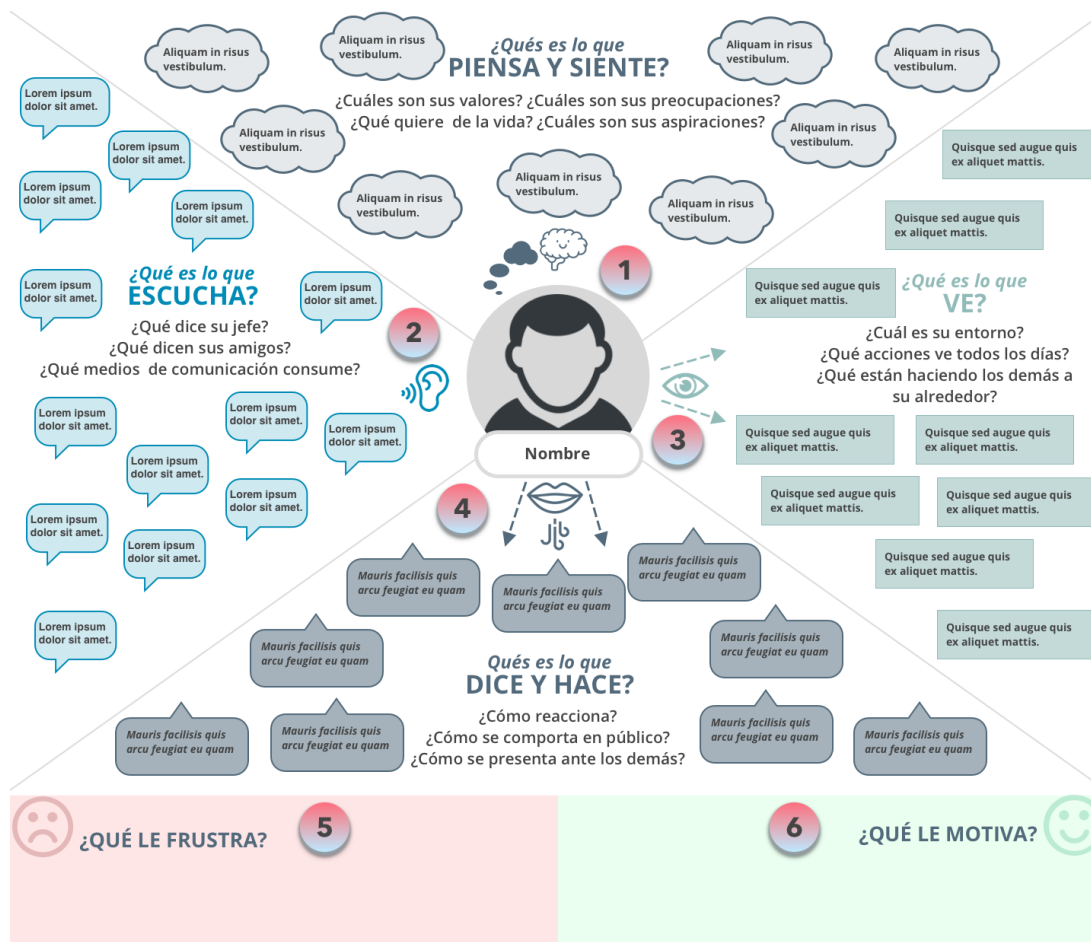 Aliquam in risus
vestibulum.
Aliquam in risus
vestibulum.
¿Qués es lo que
PIENSA Y SIENTE?
Aliquam in risus
vestibulum.
Aliquam in risus
vestibulum.
¿Cuáles son sus valores? ¿Cuáles son sus preocupaciones?
¿Qué quiere de la vida? ¿Cuáles son sus aspiraciones?
Aliquam in risus
vestibulum.
Aliquam in risus
vestibulum.
Aliquam in risus
vestibulum.
Aliquam in risus
vestibulum.
Aliquam in risus
vestibulum.
1
Lorem ipsum
dolor sit amet.
Lorem ipsum
dolor sit amet.
Lorem ipsum
dolor sit amet.
Lorem ipsum
dolor sit amet.
Lorem ipsum
dolor sit amet.
¿Qué es lo que
ESCUCHA?
Lorem ipsum
dolor sit amet.
2
¿Qué dice su jefe?
¿Qué dicen sus amigos?
¿Qué medios de comunicación consume?
Lorem ipsum
dolor sit amet.
Lorem ipsum
dolor sit amet.
Lorem ipsum
dolor sit amet.
Lorem ipsum
dolor sit amet.
Lorem ipsum
dolor sit amet.
Lorem ipsum
dolor sit amet.
Lorem ipsum
dolor sit amet.
Lorem ipsum
dolor sit amet.
Nombre
Quisque sed augue quis
ex aliquet mattis.
Quisque sed augue quis
ex aliquet mattis.
Quisque sed augue quis
ex aliquet mattis.
¿Qué es lo que
VE?
¿Cuál es su entorno?
¿Qué acciones ve todos los días?
¿Qué están haciendo los demás a
su alrededor?
3
Quisque sed augue quis
ex aliquet mattis.
Quisque sed augue quis
ex aliquet mattis.
Quisque sed augue quis
ex aliquet mattis.
Quisque sed augue quis
ex aliquet mattis.
Quisque sed augue quis
ex aliquet mattis.
Quisque sed augue quis
ex aliquet mattis.
4
Mauris facilisis quis
arcu feugiat eu quam
Mauris facilisis quis
arcu feugiat eu quam
Mauris facilisis quis
arcu feugiat eu quam
Mauris facilisis quis
arcu feugiat eu quam
Mauris facilisis quis
arcu feugiat eu quam
Qués es lo que
DICE Y HACE?
¿Cómo reacciona?
¿Cómo se comporta en público?
¿Cómo se presenta ante los demás?
Mauris facilisis quis
arcu feugiat eu quam
Mauris facilisis quis
arcu feugiat eu quam
Mauris facilisis quis
arcu feugiat eu quam
Mauris facilisis quis
arcu feugiat eu quam
¿QUÉ LE FRUSTRA?
5
6
¿QUÉ LE MOTIVA?